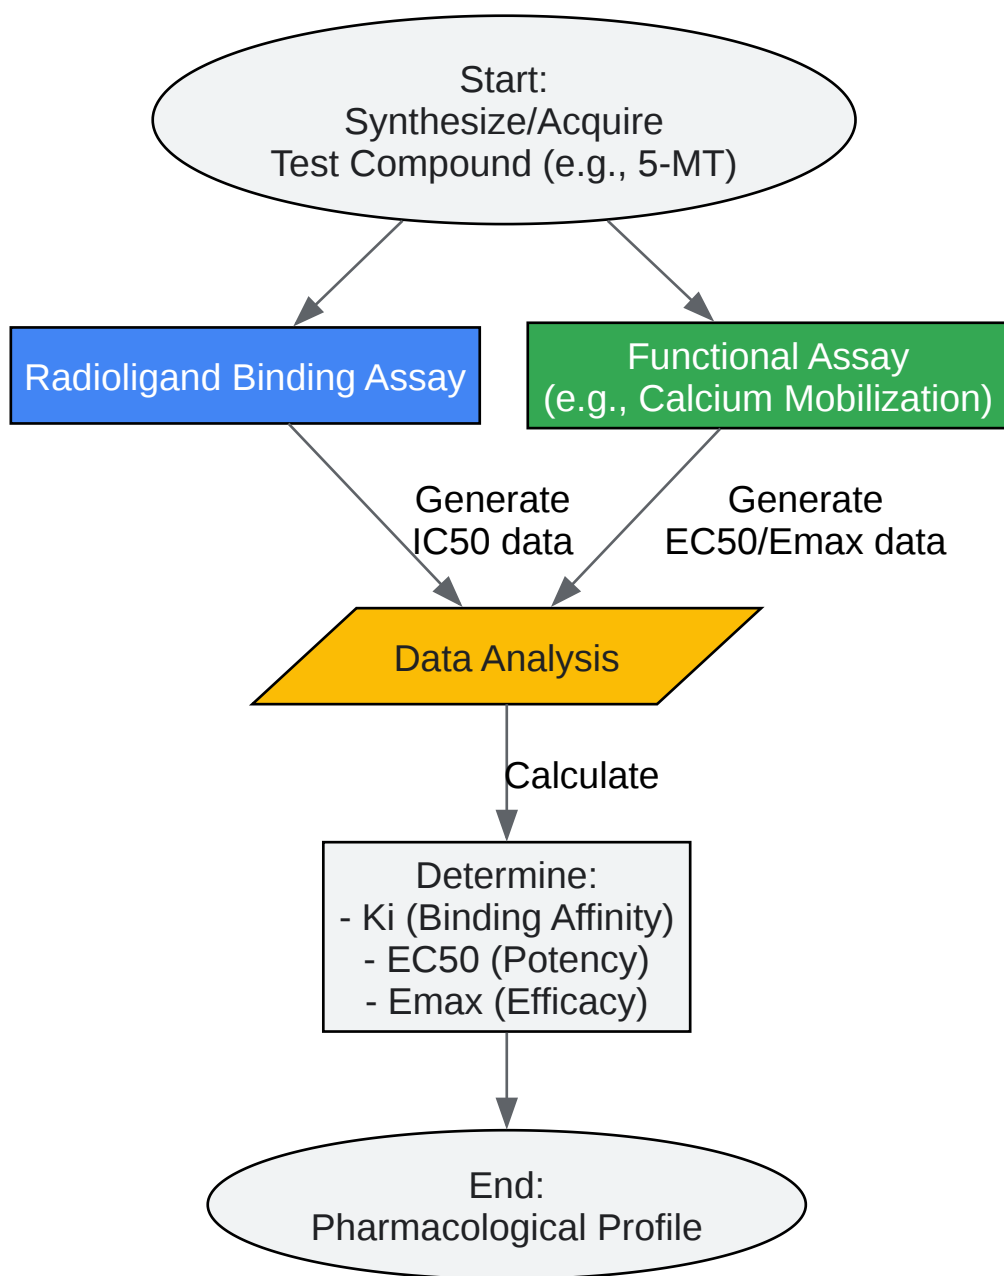 Start:
Synthesize/Acquire
Test Compound (e.g., 5-MT)
Radioligand Binding Assay
Functional Assay
(e.g., Calcium Mobilization)
Generate
IC50 data
Generate
EC50/Emax data
Data Analysis
Calculate
Determine:
- Ki (Binding Affinity)
- EC50 (Potency)
- Emax (Efficacy)
End:
Pharmacological Profile